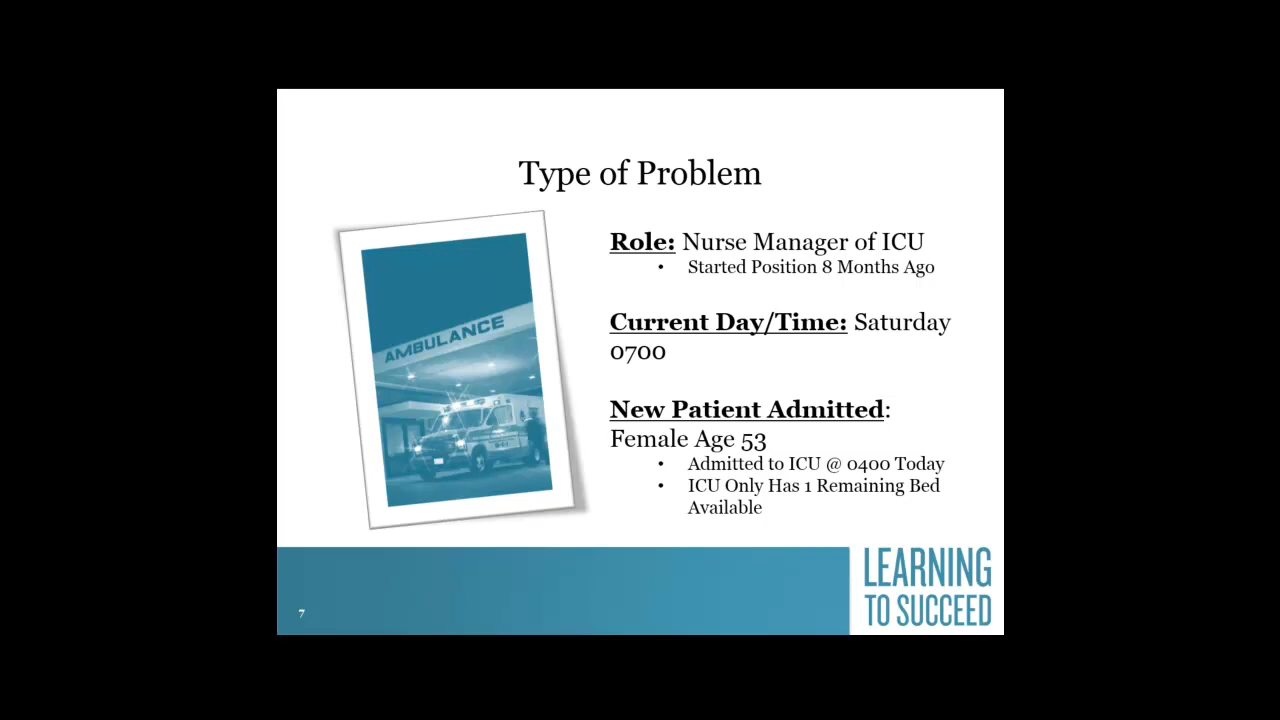 Type of Problem
AMBULANCE
Role: Nurse Manager of ICU
• Started Position 8 Months Ago
Current Day/Time: Saturday
0700
New Patient Admitted:
Female Age 53
• Admitted to ICU @ 0400 Today
• ICU Only Has 1 Remaining Bed
Available
7
LEARNING
TO SUCCEED